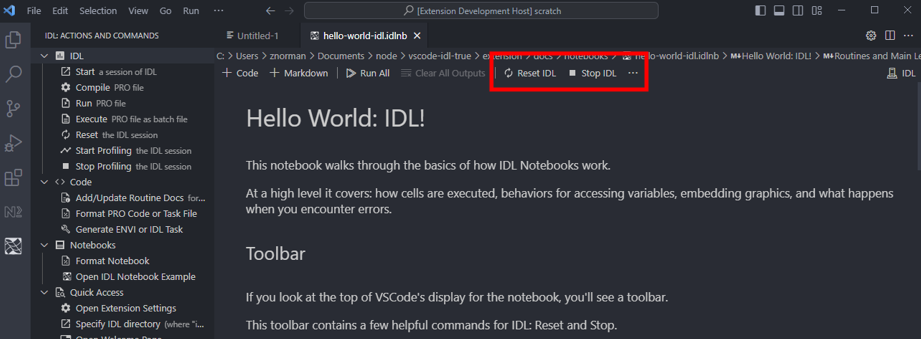 File Edit Selection View Go Run ··· [Extension Development Host] scratch
IDL: ACTIONS AND COMMANDS
IDL
Start a session of IDL
Compile PRO file
Run PRO file
Execute PRO file as batch file
Reset the IDL session
Start Profiling the IDL session
Stop Profiling the IDL session
Code
Add/Update Routine Docs for...
Format PRO Code or Task File
Generate ENVI or IDL Task
Notebooks
Format Notebook
Open IDL Notebook Example
Quick Access
Open Extension Settings
Specify IDL directory (where "i...
Open Welcome Page
Untitled-1 hello-world-idl.idlnb
C: > Users > znorman > Documents > node > vscode-idl-true > extension > docs > notebooks > hello-world-idl.idlnb > M↓Hello World: IDL! > M↓Routines and Main Le
+ Code + Markdown Run All Clear All Outputs Reset IDL Stop IDL ··· IDL
Hello World: IDL!
This notebook walks through the basics of how IDL Notebooks work.
At a high level it covers: how cells are executed, behaviors for accessing variables, embedding graphics, and what happens
when you encounter errors.
Toolbar
If you look at the top of VSCode's display for the notebook, you'll see a toolbar.
This toolbar contains a few helpful commands for IDL: Reset and Stop.